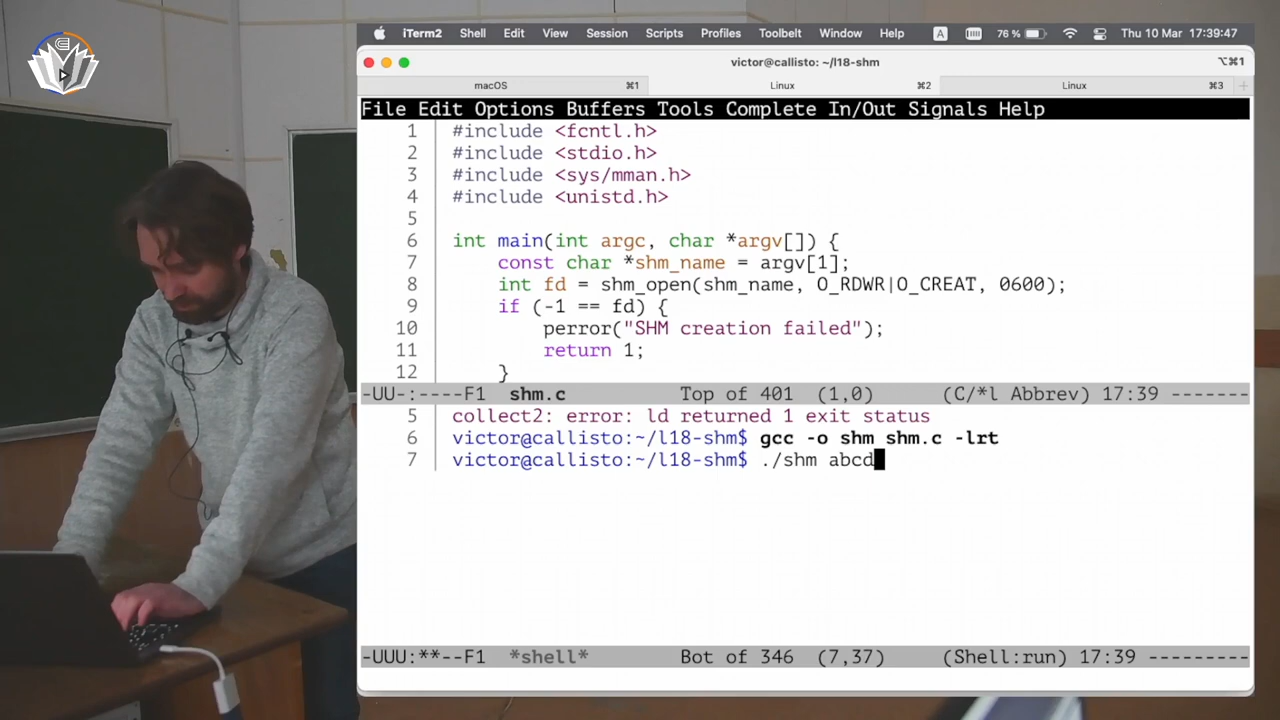 iTerm2 Shell Edit View Session Scripts Profiles Toolbelt Window Help A 76 % Thu 10 Mar 17:39:47
victor@callisto: ~/l18-shm ⌥⌘1
macOS ⌘1 Linux ⌘2 Linux ⌘3 +
File Edit Options Buffers Tools Complete In/Out Signals Help
1 #include <fcntl.h>
2 #include <stdio.h>
3 #include <sys/mman.h>
4 #include <unistd.h>
5
6 int main(int argc, char *argv[]) {
7 const char *shm_name = argv[1];
8 int fd = shm_open(shm_name, O_RDWR|O_CREAT, 0600);
9 if (-1 == fd) {
10 perror("SHM creation failed");
11 return 1;
12 }
-UU-:----F1 shm.c Top of 401 (1,0) (C/*l Abbrev) 17:39 -------
5 collect2: error: ld returned 1 exit status
6 victor@callisto:~/l18-shm$ gcc -o shm shm.c -lrt
7 victor@callisto:~/l18-shm$ ./shm abcd
-UUU:**--F1 *shell* Bot of 346 (7,37) (Shell:run) 17:39 ---------